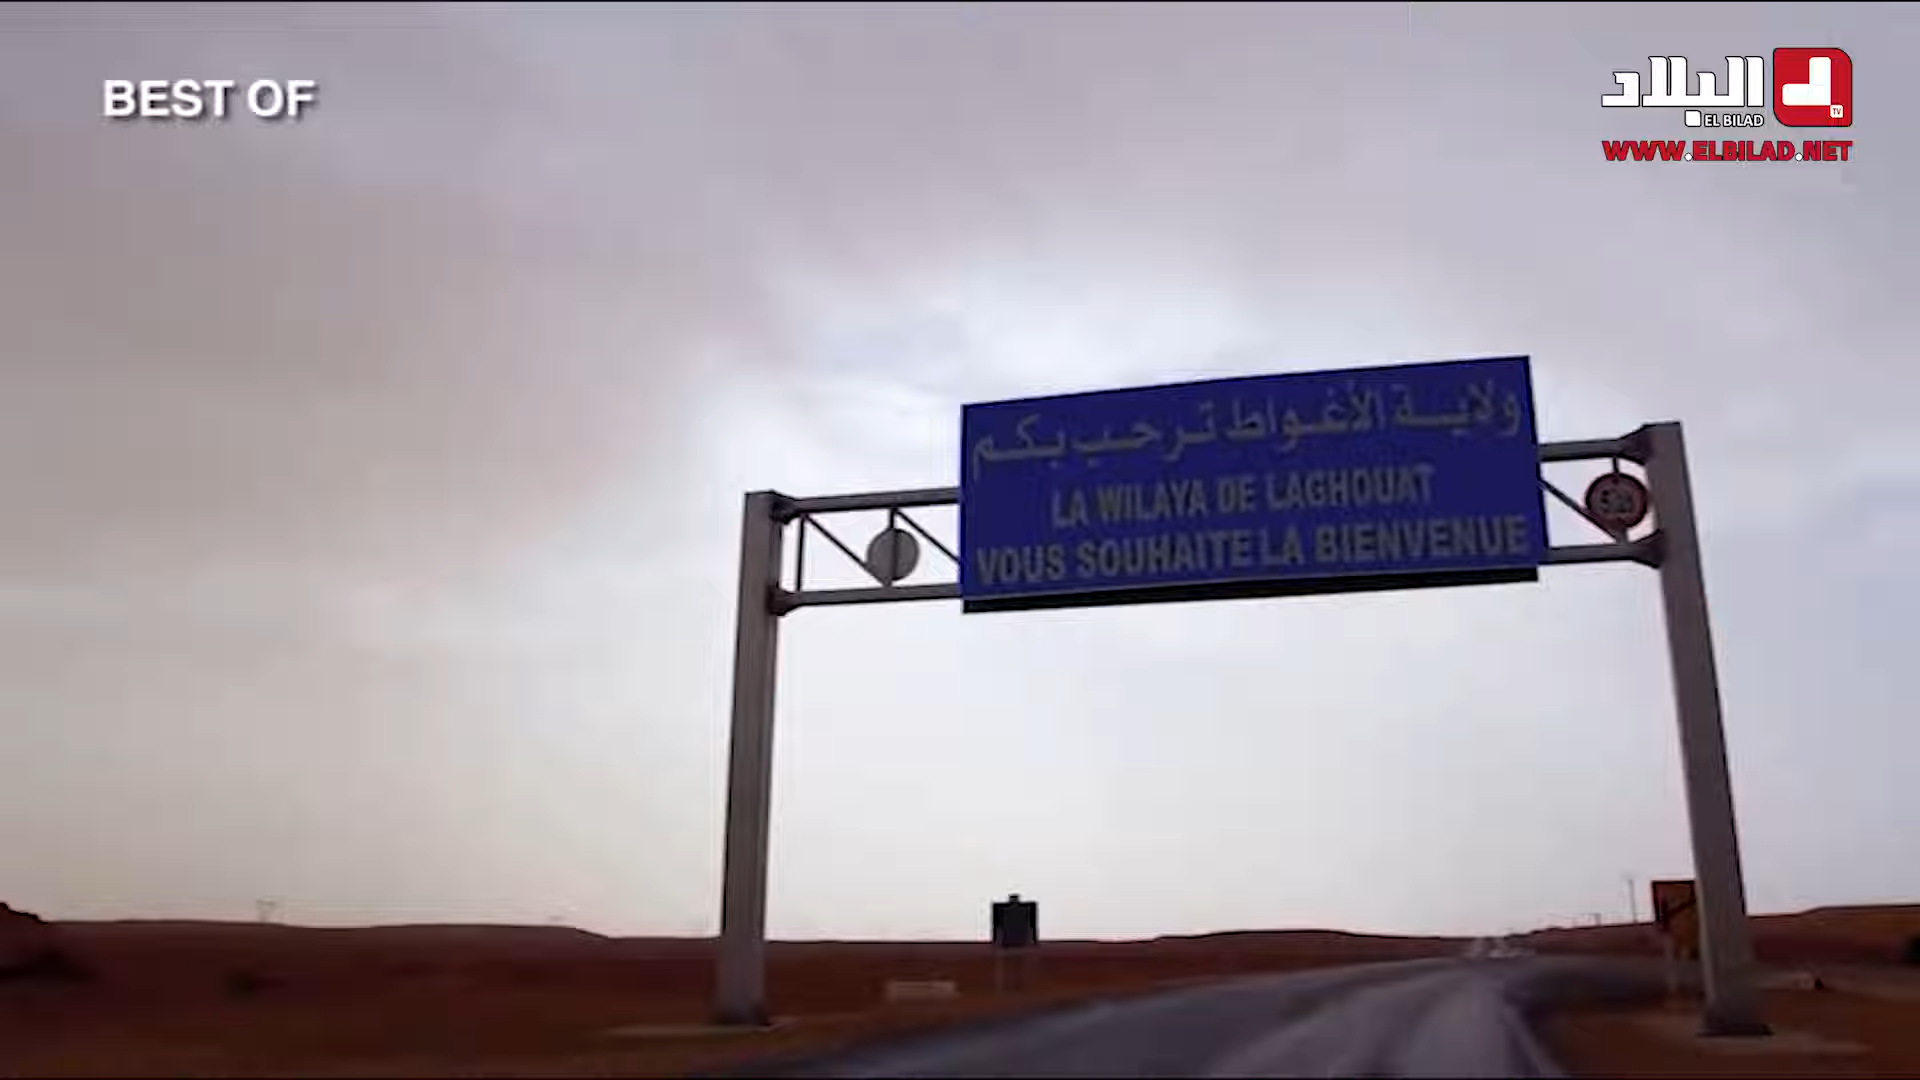 BEST OF
البلاد
EL BILAD
TV
WWW.ELBILAD.NET
ولاية الأغواط ترحب بكم
LA WILAYA DE LAGHOUAT
VOUS SOUHAITE LA BIENVENUE